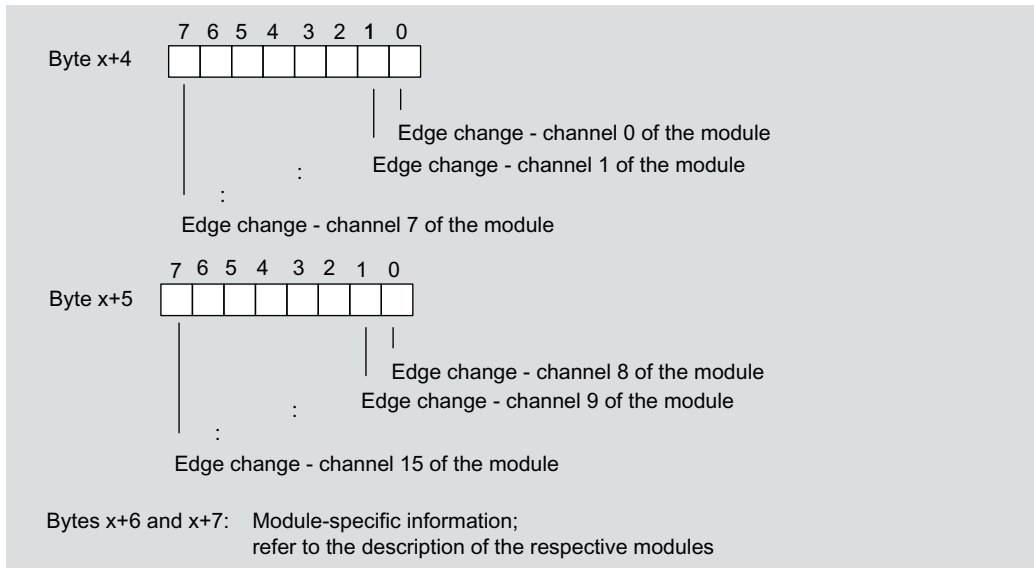 7 6 5 4 3 2 1 0
Byte x+4
Edge change - channel 0 of the module
Edge change - channel 1 of the module
:
:
Edge change - channel 7 of the module
7 6 5 4 3 2 1 0
Byte x+5
Edge change - channel 8 of the module
Edge change - channel 9 of the module
:
:
Edge change - channel 15 of the module
Bytes x+6 and x+7: Module-specific information;
refer to the description of the respective modules